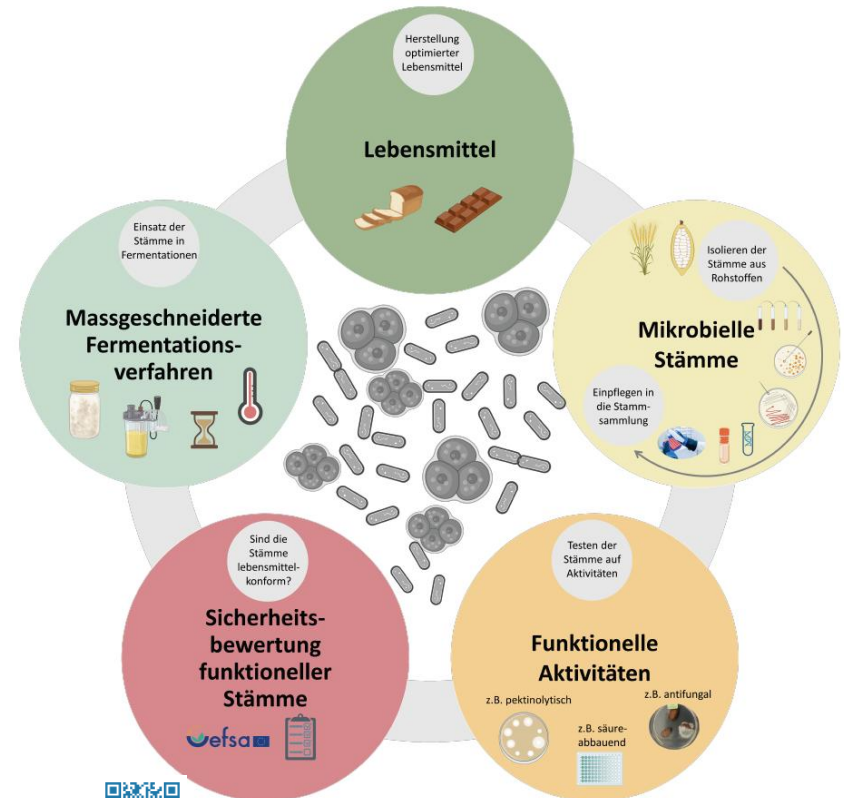 Herstellung
optimierter
Lebensmittel
Lebensmittel
Isolieren der
Stämme aus
Rohstoffen
Mikrobielle
Stämme
Einpflegen in
die Stamm-
sammlung
Testen der
Stämme auf
Aktivitäten
Funktionelle
Aktivitäten
z.B. pektinolytisch
z.B. säure-
abbauend
z.B. antifungal
Sind die
Stämme
lebensmittel-
konform?
Sicherheits-
bewertung
funktioneller
Stämme
efsa
Einsatz der
Stämme in
Fermentationen
Massgeschneiderte
Fermentations-
verfahren